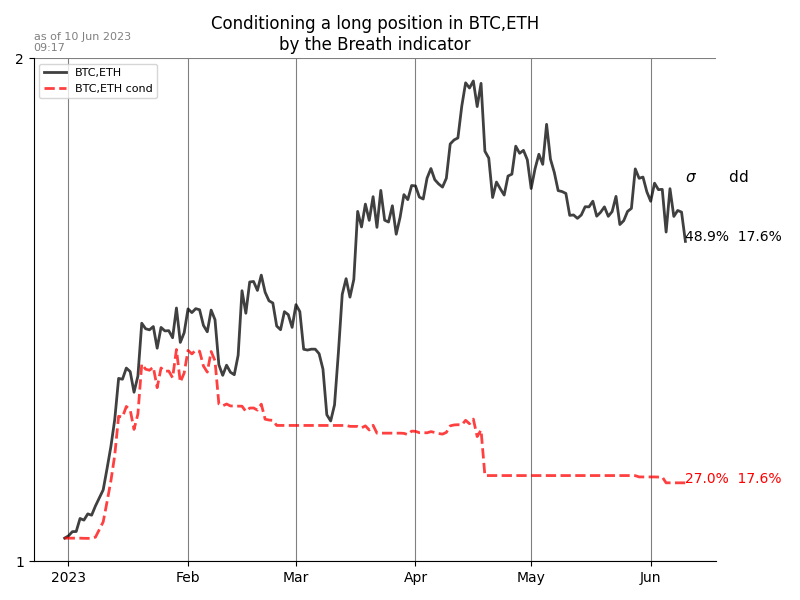 Conditioning a long position in BTC,ETH
by the Breath indicator
as of 10 Jun 2023
09:17
2
BTC,ETH
BTC,ETH cond
σ dd
48.9% 17.6%
27.0% 17.6%
1
2023 Feb Mar Apr May Jun